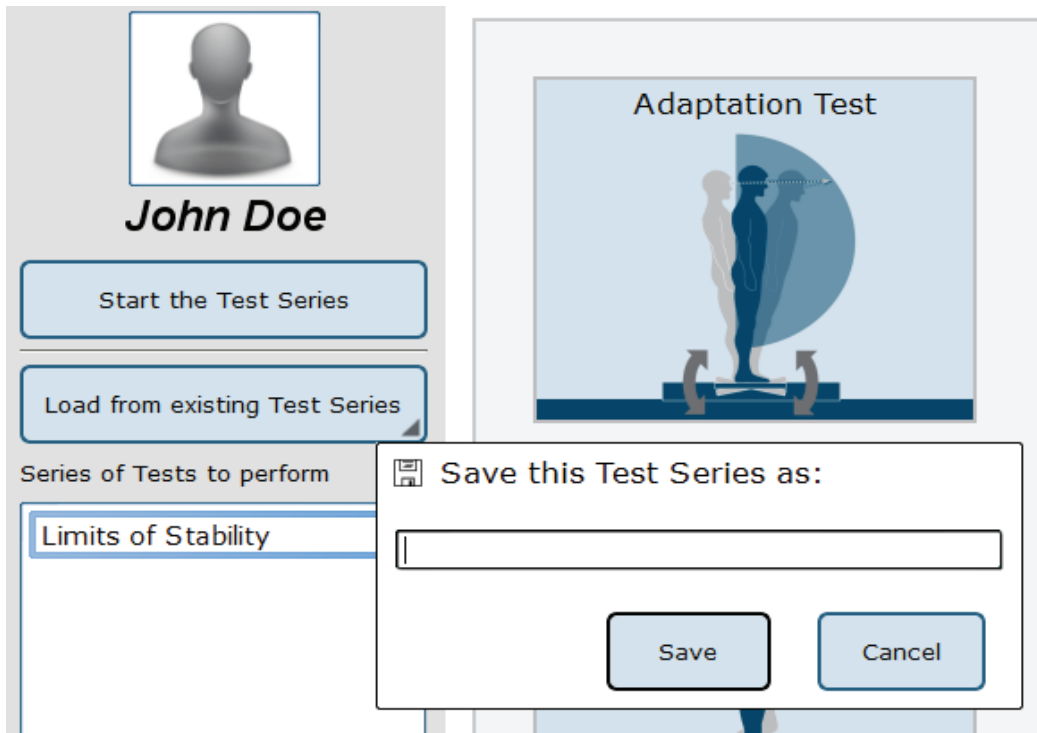 John Doe
Start the Test Series
Load from existing Test Series
Series of Tests to perform
Limits of Stability
Adaptation Test
Save this Test Series as:
Save
Cancel